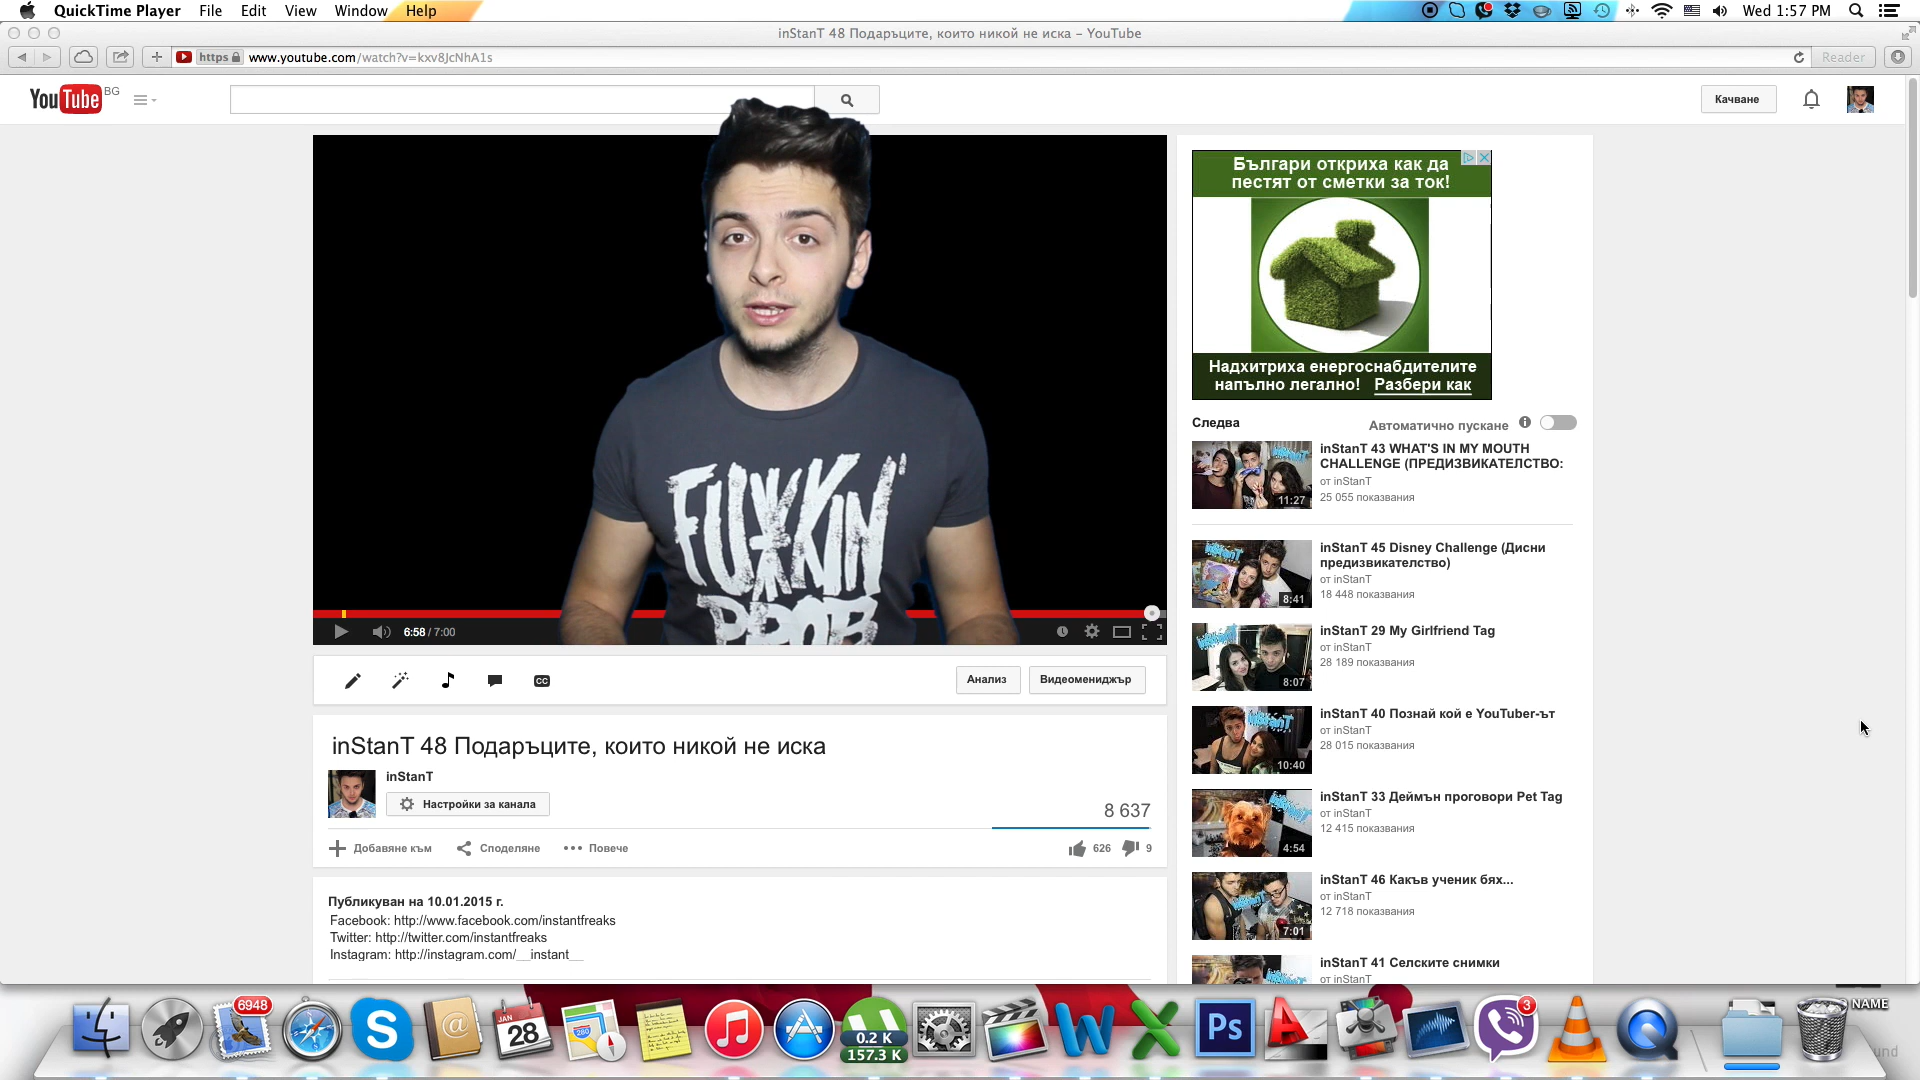 QuickTime Player File Edit View Window Help
Wed 1:57 PM
inStanT 48 Подаръците, които никой не иска – YouTube
https www.youtube.com/watch?v=kxv8JcNhA1s
Reader
YouTube BG
Качване
Българи откриха как да
пестят от сметки за ток!
Надхитриха енергоснабдителите
напълно легално! Разбери как
FUXKIN'
PROB
6:58 / 7:00
Следва
Автоматично пускане
inStanT 43 WHAT'S IN MY MOUTH
CHALLENGE (ПРЕДИЗВИКАТЕЛСТВО:
от inStanT
25 055 показвания
11:27
inStanT 45 Disney Challenge (Дисни
предизвикателство)
от inStanT
18 448 показвания
8:41
inStanT 29 My Girlfriend Tag
от inStanT
28 189 показвания
8:07
inStanT 40 Познай кой е YouTuber-ът
от inStanT
28 015 показвания
10:40
inStanT 33 Деймън проговори Pet Tag
от inStanT
12 415 показвания
4:54
inStanT 46 Какъв ученик бях...
от inStanT
12 718 показвания
7:01
inStanT 41 Селските снимки
от inStanT
CC
Анализ
Видеомениджър
inStanT 48 Подаръците, които никой не иска
inStanT
Настройки за канала
8 637
Добавяне към
Споделяне
Повече
626
9
Публикуван на 10.01.2015 г.
Facebook: http://www.facebook.com/instantfreaks
Twitter: http://twitter.com/instantfreaks
Instagram: http://instagram.com/__instant__
6948
JAN
28
280
0.2 K
157.3 K
Ps
3
NAME